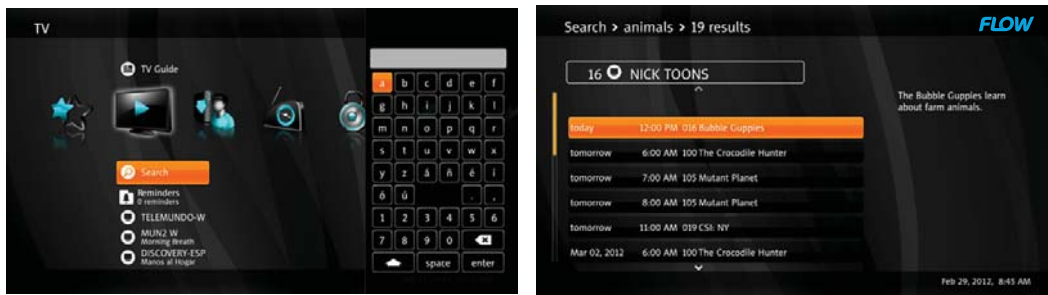 TV
TV Guide
Search
Reminders
0 reminders
TELEMUNDO-W
MUN2 W
Morning Breath
DISCOVERY-ESP
Manos al Hogar
a b c d e f
g h i j k l
m n o p q r
s t u v w x
y z á ñ é í
ó ú . ,
1 2 3 4 5 6
7 8 9 0
space enter
Search > animals > 19 results
FLOW
16 NICK TOONS
The Bubble Guppies learn
about farm animals.
today 12:00 PM 016 Bubble Guppies
tomorrow 6:00 AM 100 The Crocodile Hunter
tomorrow 7:00 AM 105 Mutant Planet
tomorrow 8:00 AM 105 Mutant Planet
tomorrow 11:00 AM 019 CSI: NY
Mar 02, 2012 6:00 AM 100 The Crocodile Hunter
Feb 29, 2012, 8:45 AM